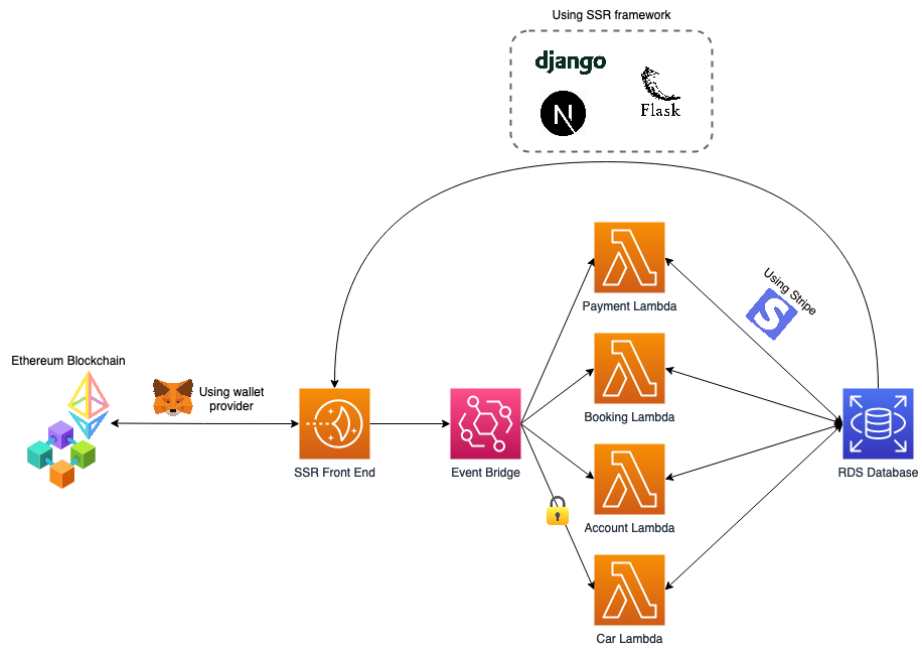 Using SSR framework
django
N
Flask
Payment Lambda
Using Stripe
S
Ethereum Blockchain
Using wallet
provider
Booking Lambda
SSR Front End
Event Bridge
RDS Database
Account Lambda
Car Lambda